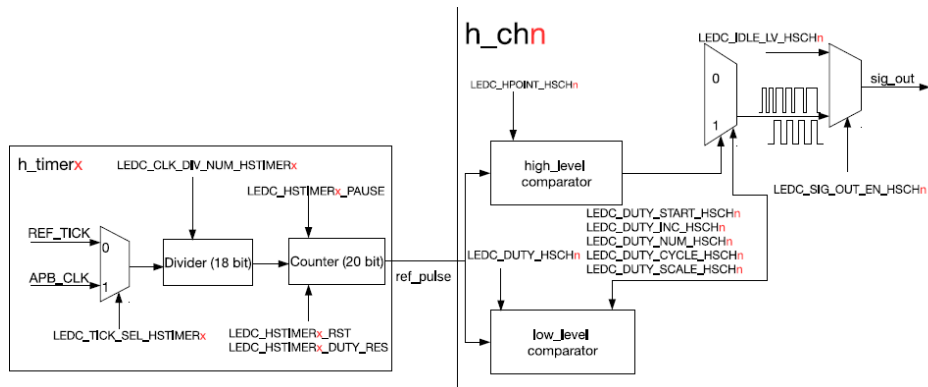 h_chn
LEDC_IDLE_LV_HSCHn
0
1
sig_out
LEDC_HPOINT_HSCHn
LEDC_SIG_OUT_EN_HSCHn
h_timerx
LEDC_CLK_DIV_NUM_HSTIMERx
LEDC_HSTIMERx_PAUSE
high_level
comparator
REF_TICK
0
APB_CLK
1
Divider (18 bit)
Counter (20 bit)
ref_pulse
LEDC_DUTY_START_HSCHn
LEDC_DUTY_INC_HSCHn
LEDC_DUTY_NUM_HSCHn
LEDC_DUTY_CYCLE_HSCHn
LEDC_DUTY_SCALE_HSCHn
LEDC_DUTY_HSCHn
LEDC_TICK_SEL_HSTIMERx
LEDC_HSTIMERx_RST
LEDC_HSTIMERx_DUTY_RES
low_level
comparator